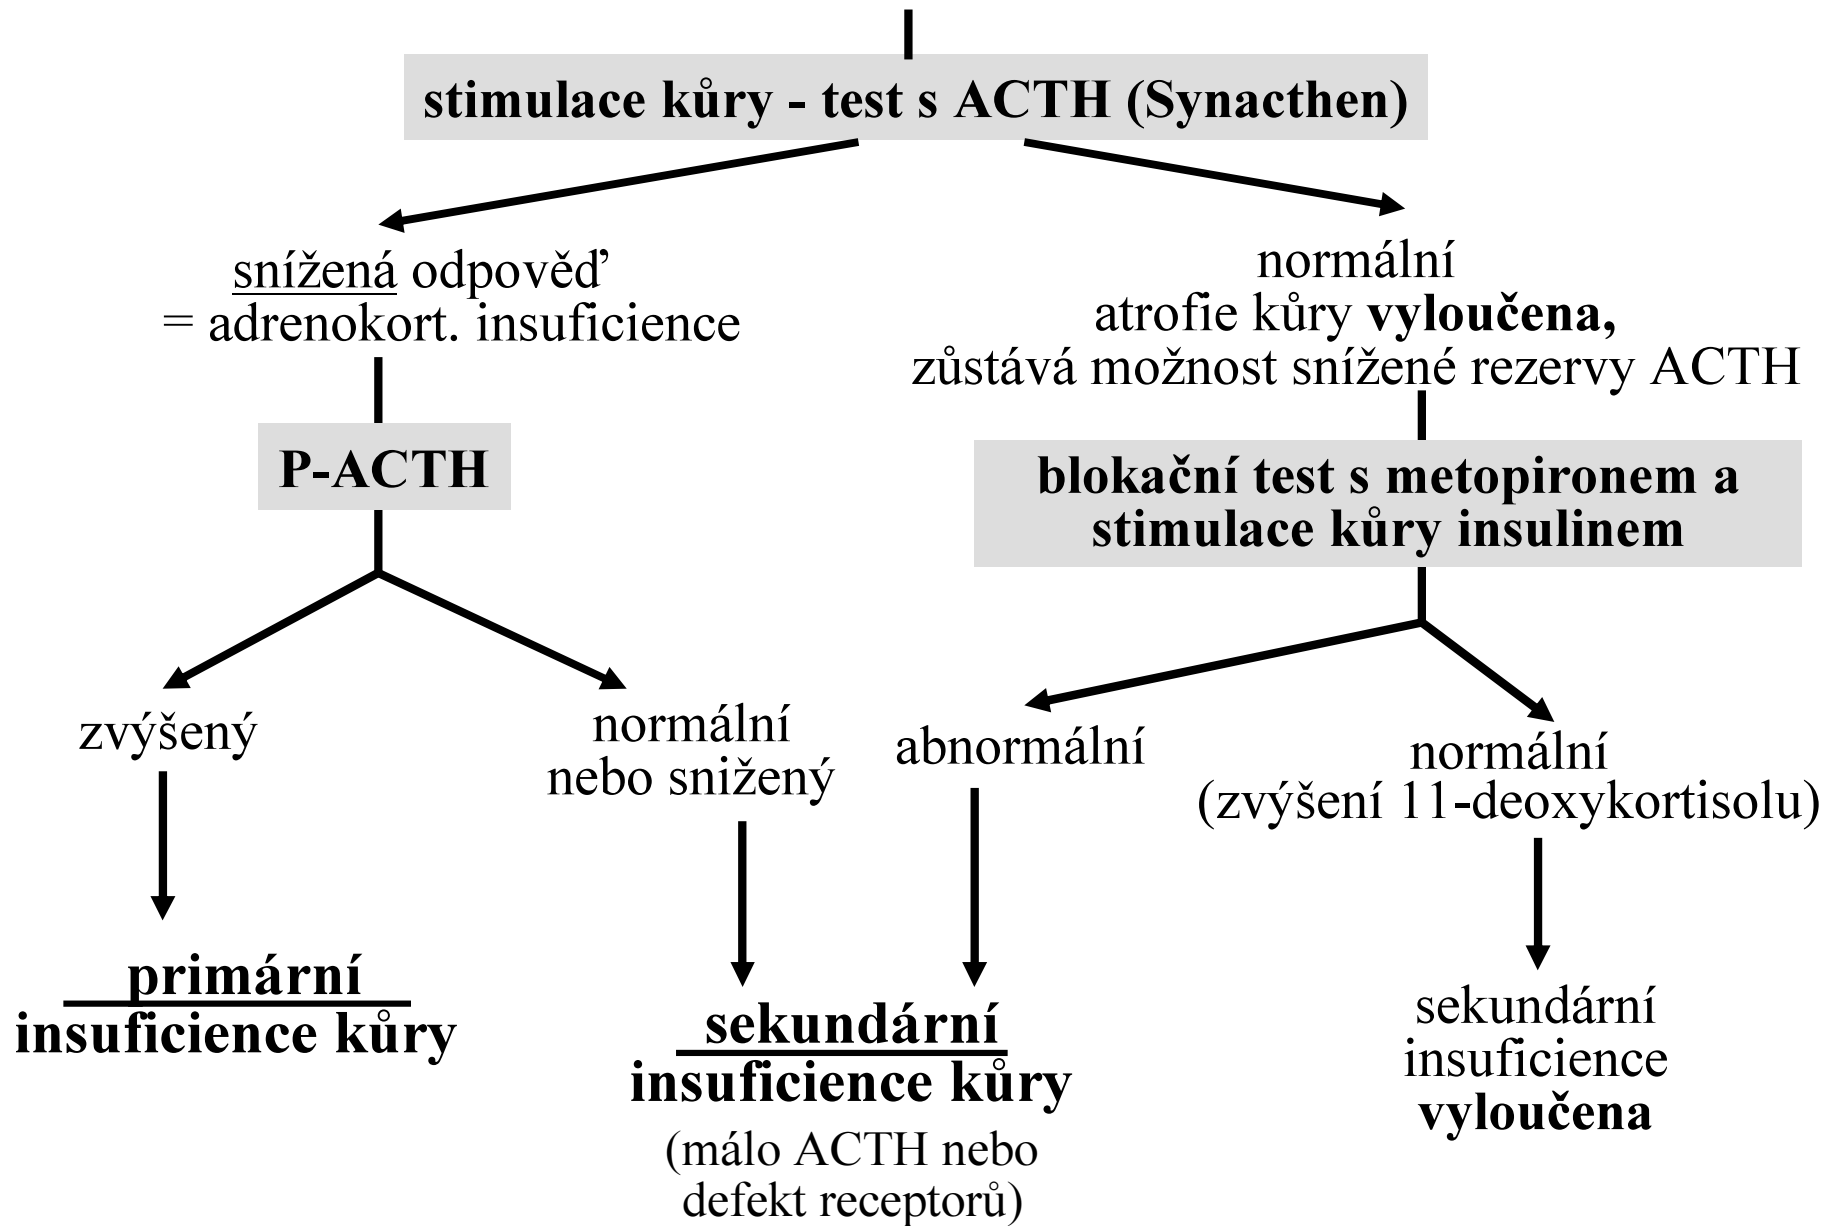 stimulace kůry - test s ACTH (Synacthen)
snížená odpověď
= adrenokort. insuficience
normální
atrofie kůry vyloučena,
zůstává možnost snížené rezervy ACTH
P-ACTH
blokační test s metopironem a
stimulace kůry insulinem
zvýšený
normální
nebo snižený
abnormální
normální
(zvýšení 11-deoxykortisolu)
primární
insuficience kůry
sekundární
insuficience kůry
(málo ACTH nebo
defekt receptorů)
sekundární
insuficience
vyloučena